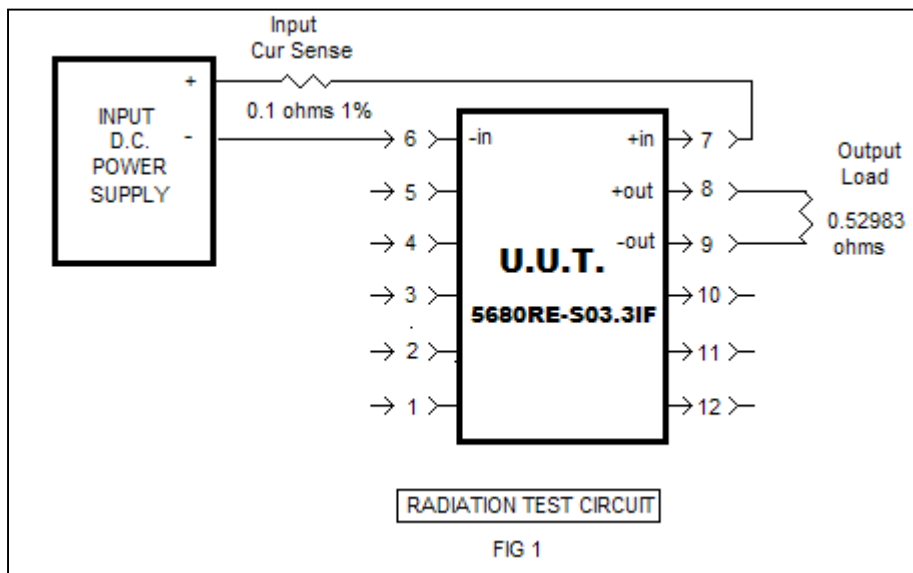 Input
Cur Sense
0.1 ohms 1%
+
-
INPUT
D.C.
POWER
SUPPLY
6
-in
+in
7
5
+out
8
4
-out
9
3
10
2
11
1
12
U.U.T.
5680RE-S03.3IF
Output
Load
0.52983
ohms
RADIATION TEST CIRCUIT
FIG 1